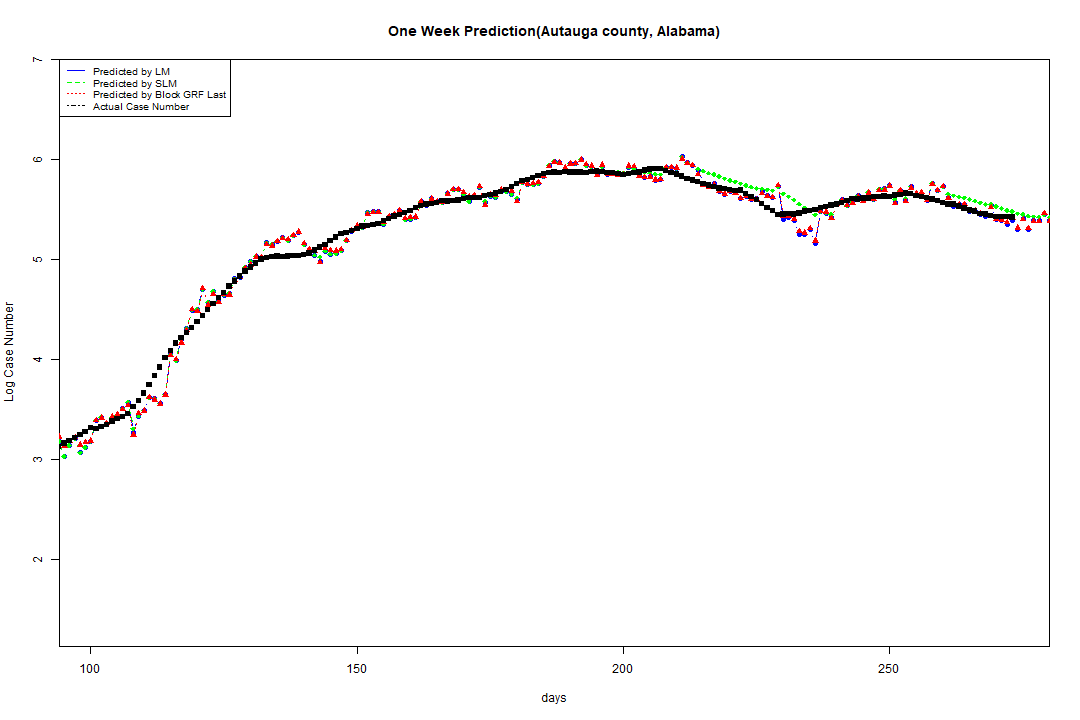 One Week Prediction(Autauga county, Alabama)
Predicted by LM
Predicted by SLM
Predicted by Block GRF Last
Actual Case Number
7
6
5
4
3
2
Log Case Number
100 150 200 250
days